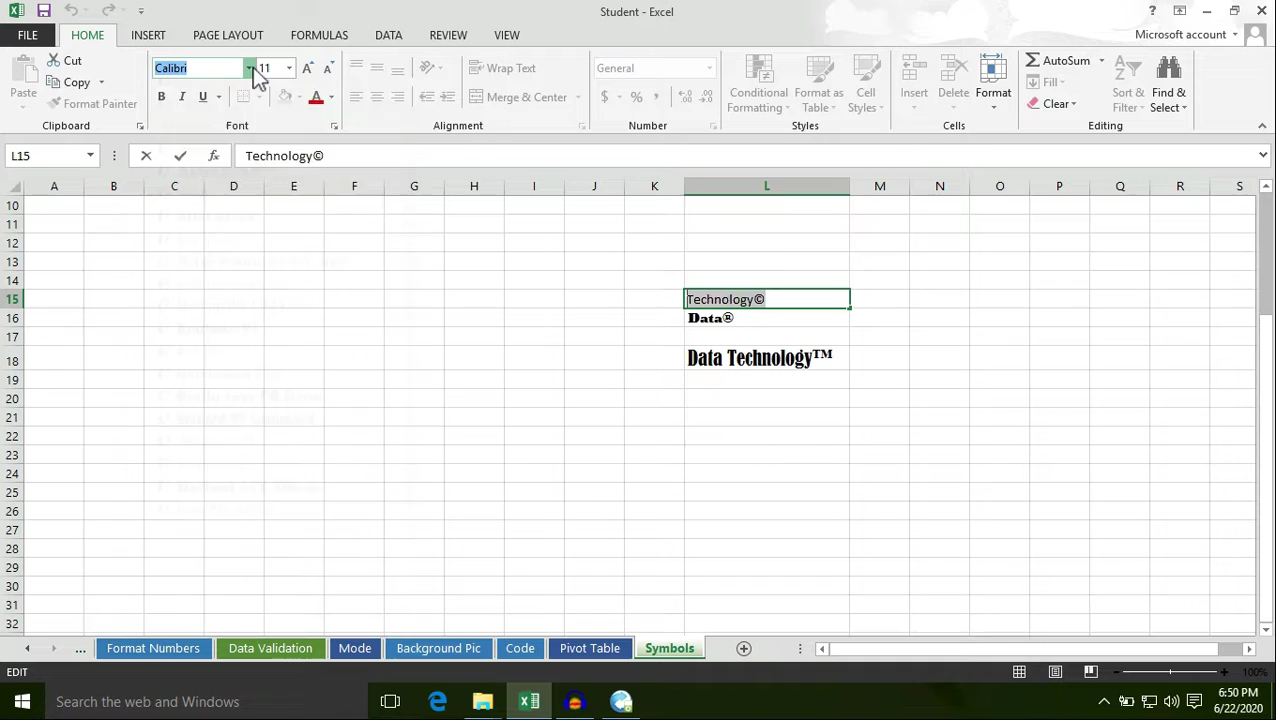 Student - Excel
Microsoft account
FILE HOME INSERT PAGE LAYOUT FORMULAS DATA REVIEW VIEW
Paste
Cut
Copy
Format Painter
Clipboard
Calibri 11
B I U A
Font
Wrap Text
Merge & Center
Alignment
General
$ % ,
Number
Conditional Formatting
Format as Table
Cell Styles
Styles
Insert Delete Format
Cells
AutoSum
Fill
Clear
Sort & Filter
Find & Select
Editing
L15 fx Technology©
A B C D E F G H I J K L M N O P Q R S
10
11
12
13
14
15 Technology©
16 Data®
17
18 Data Technology™
19
20
21
22
23
24
25
26
27
28
29
30
31
32
... Format Numbers Data Validation Mode Background Pic Code Pivot Table Symbols
EDIT 100%
Search the web and Windows
6:50 PM
6/22/2020